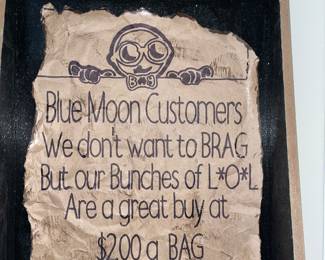 Blue Moon Customers
We don't want to BRAG
But our Bunches of L*O*L
Are a great buy at
$2.00 a BAG